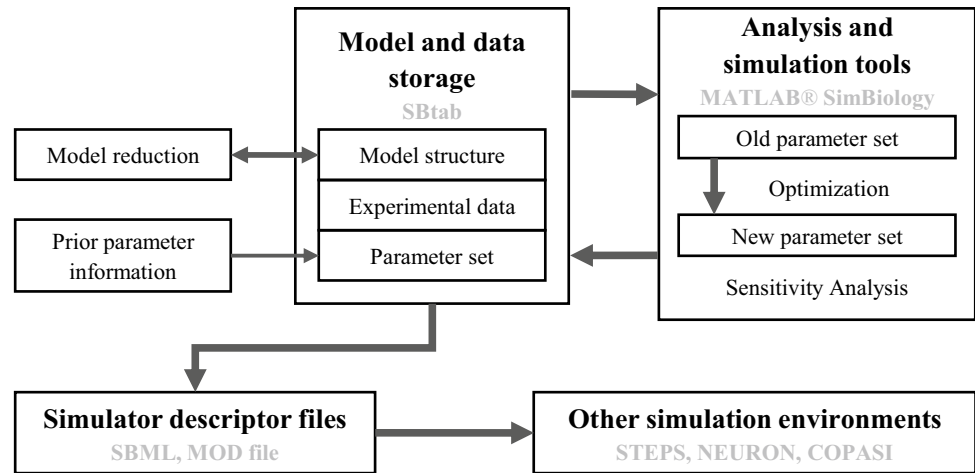 Model and data
storage
SBtab
Model structure
Experimental data
Parameter set
Model reduction
Prior parameter
information
Analysis and
simulation tools
MATLAB® SimBiology
Old parameter set
Optimization
New parameter set
Sensitivity Analysis
Simulator descriptor files
SBML, MOD file
Other simulation environments
STEPS, NEURON, COPASI